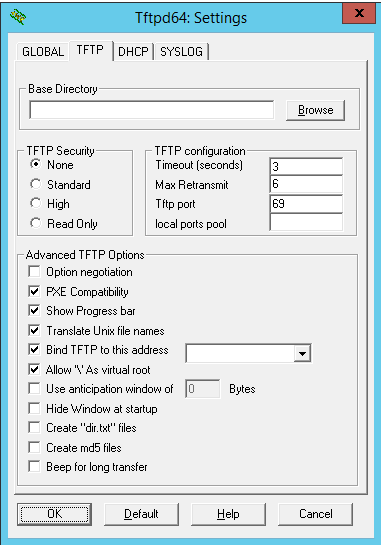 Tftpd64: Settings
x
GLOBAL TFTP DHCP SYSLOG
Base Directory
Browse
TFTP Security
None
Standard
High
Read Only
TFTP configuration
Timeout (seconds) 3
Max Retransmit 6
Tftp port 69
local ports pool
Advanced TFTP Options
Option negotiation
PXE Compatibility
Show Progress bar
Translate Unix file names
Bind TFTP to this address
Allow '\' As virtual root
Use anticipation window of 0 Bytes
Hide Window at startup
Create "dir.txt" files
Create md5 files
Beep for long transfer
OK Default Help Cancel